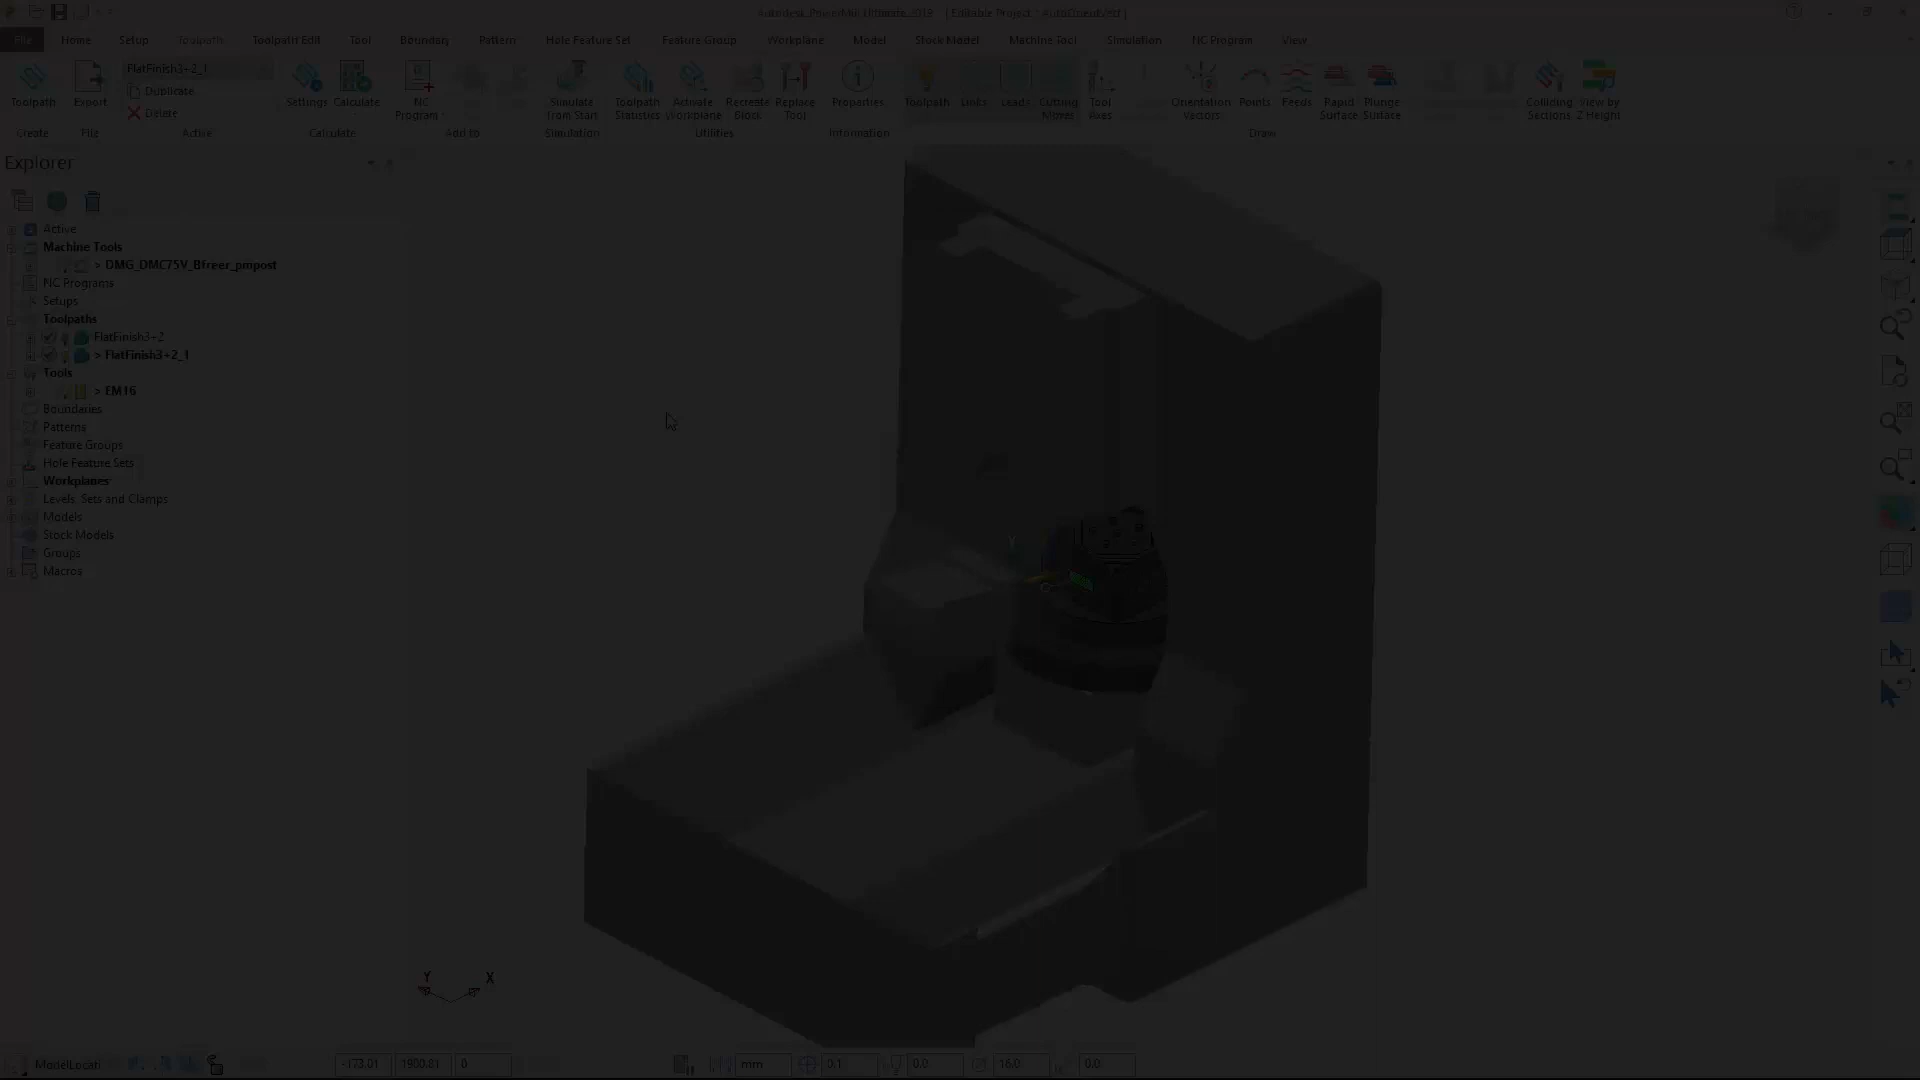 Autodesk PowerMill Ultimate 2019 [ Editable Project : AutoOrientVid ]
File Home Setup Toolpath Toolpath Edit Tool Boundary Pattern Hole Feature Set Feature Group Workplane Model Stock Model Machine Tool Simulation NC Program View
FlatFinish3+2_1
Duplicate
Delete
Toolpath Export Settings Calculate NC Program Simulate from Start Toolpath Statistics Activate Workplane Recreate Block Replace Tool Properties Toolpath Links Leads Cutting Moves Tool Axes Orientation Vectors Points Feeds Rapid Surface Plunge Surface Colliding Sections View by Z Height
Create File Active Calculate Add to Simulation Utilities Information Draw
Explorer
Active
Machine Tools
> DMG_DMC75V_Bfreer_pmpost
NC Programs
Setups
Toolpaths
FlatFinish3+2
> FlatFinish3+2_1
Tools
> EM16
Boundaries
Patterns
Feature Groups
Hole Feature Sets
Workplanes
Levels, Sets and Clamps
Models
Stock Models
Groups
Macros
Y
Y X
ModelLocati -173.01 1900.81 0 mm 0.1 0.0 16.0 0.0